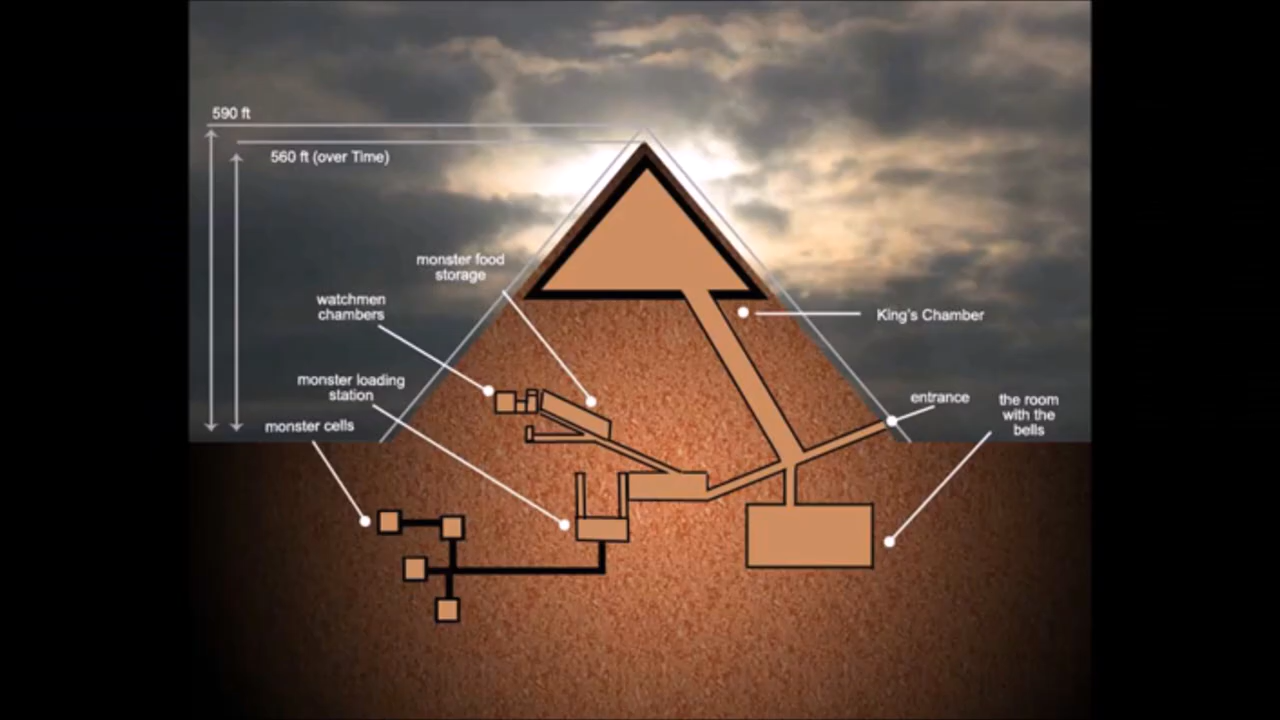 590 ft
560 ft (over Time)
monster food
storage
watchmen
chambers
King's Chamber
monster loading
station
entrance
the room
with the
bells
monster cells